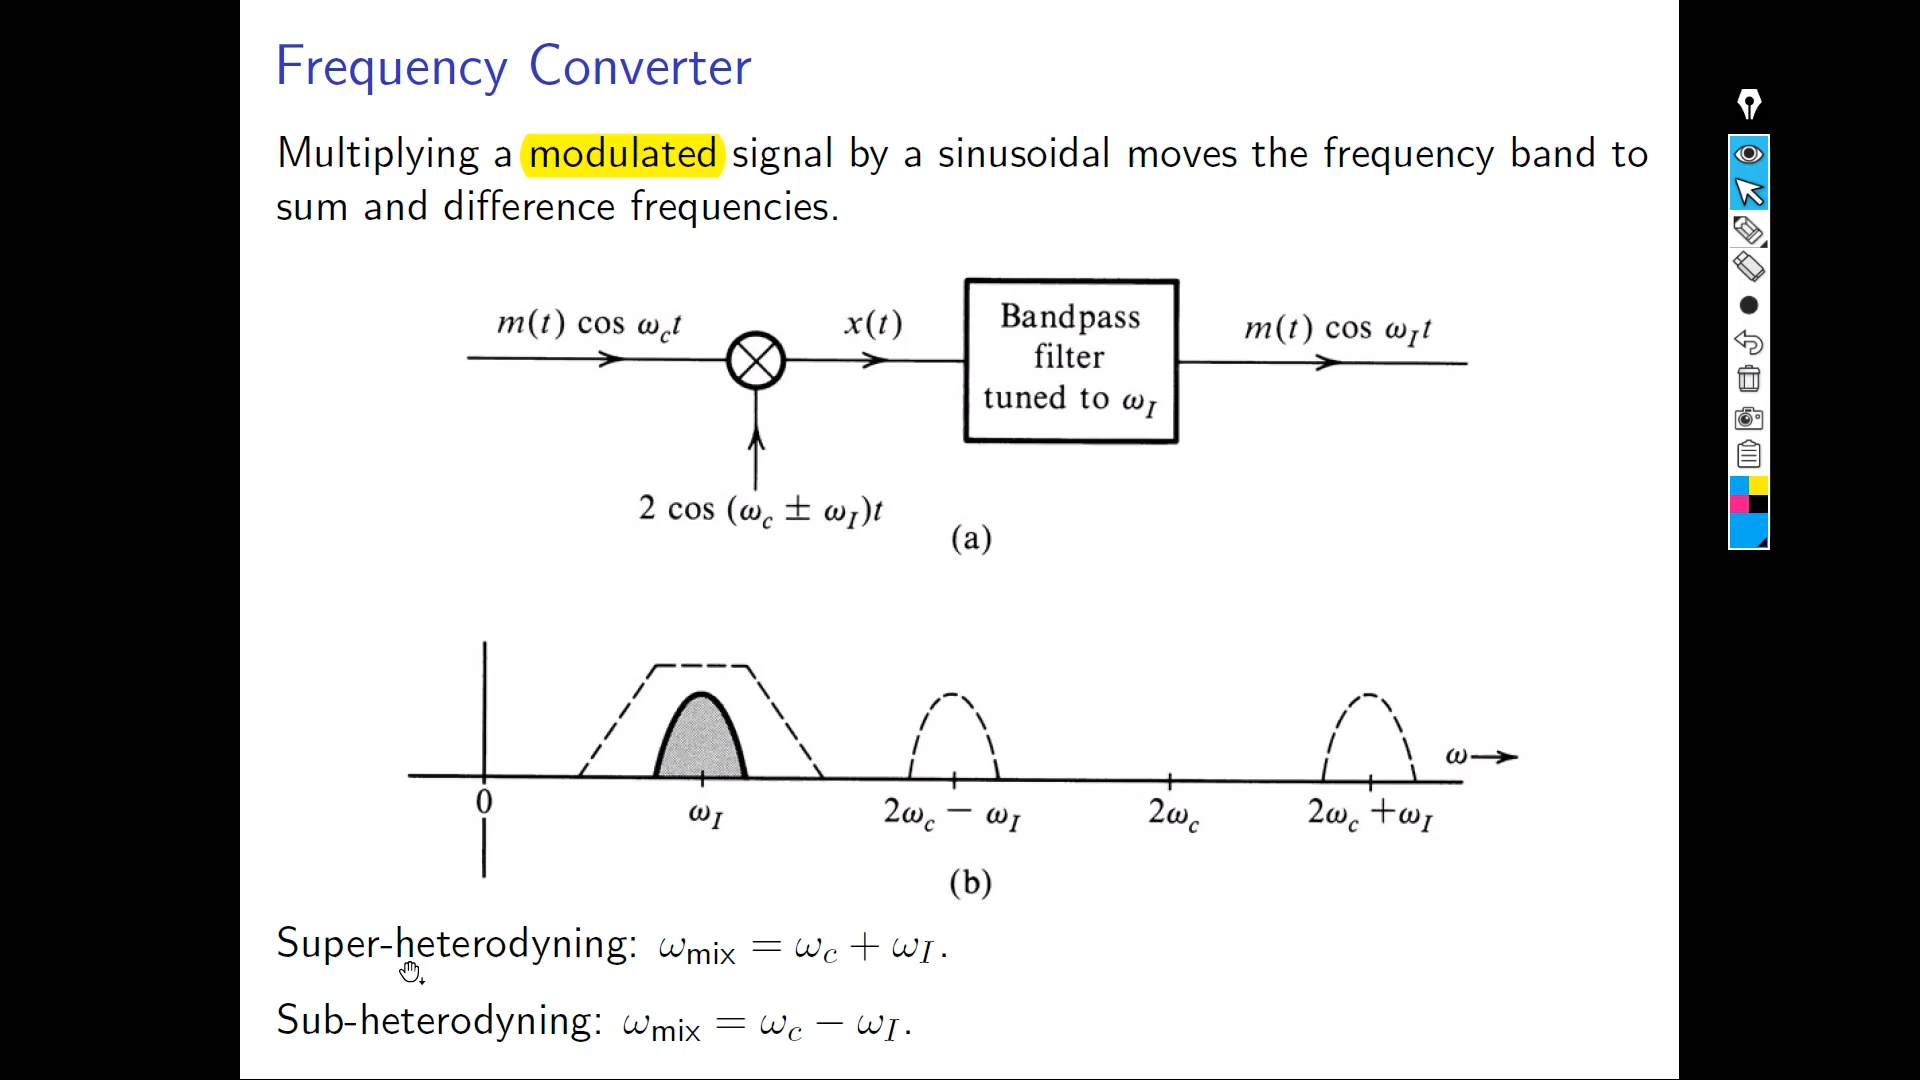 Frequency Converter
Multiplying a modulated signal by a sinusoidal moves the frequency band to
sum and difference frequencies.
m(t) cos ω_c t
x(t)
Bandpass
filter
tuned to ω_I
m(t) cos ω_I t
2 cos (ω_c ± ω_I)t
(a)
ω
0
ω_I
2ω_c − ω_I
2ω_c
2ω_c +ω_I
(b)
Super-heterodyning: ω_mix = ω_c + ω_I.
Sub-heterodyning: ω_mix = ω_c − ω_I.